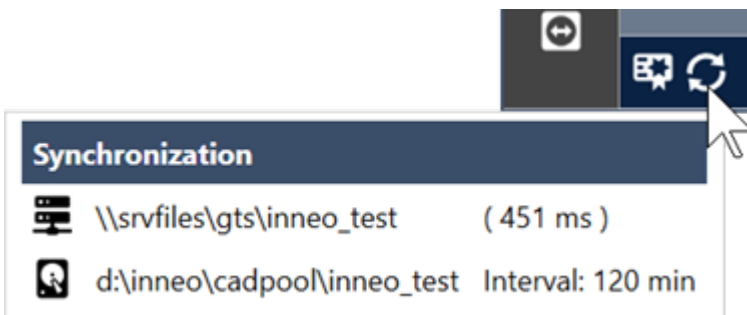 Synchronization
\\srvfiles\gts\inneo_test ( 451 ms )
d:\inneo\cadpool\inneo_test Interval: 120 min